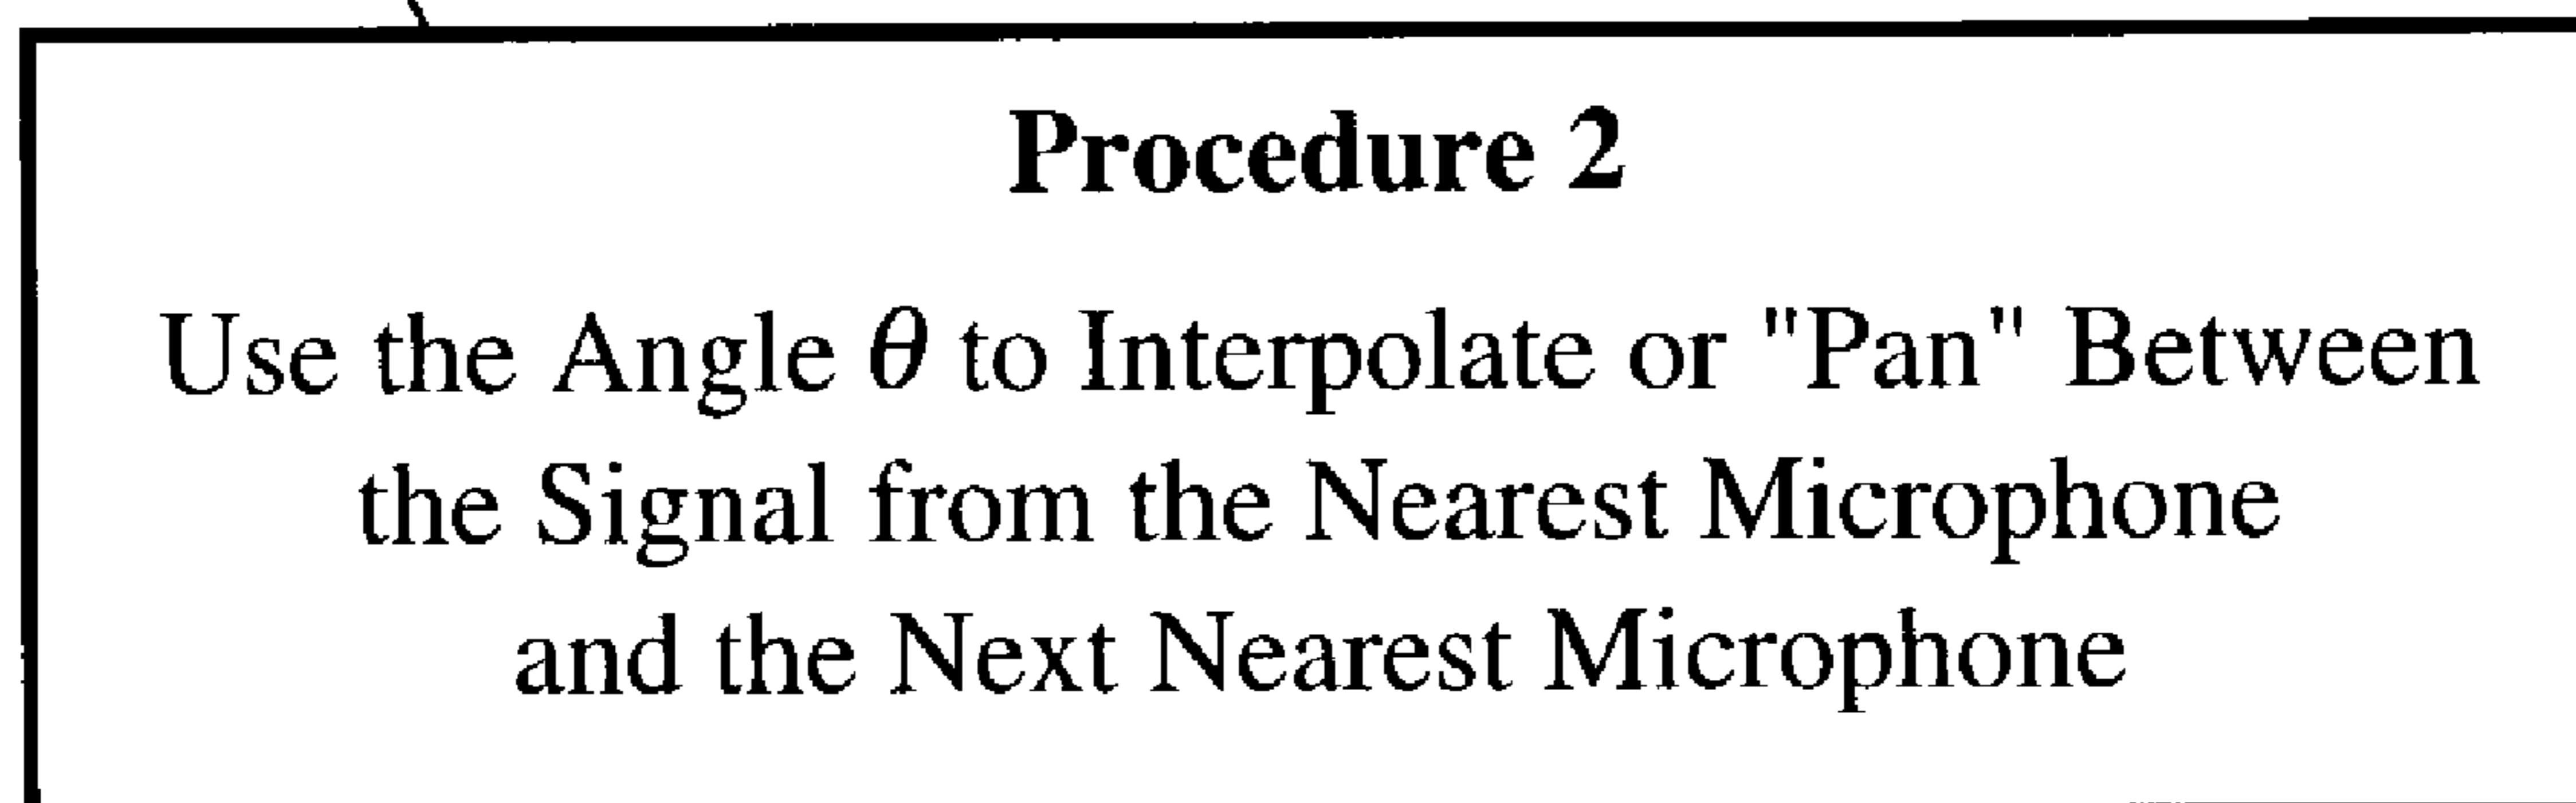 Procedure 2
Use the Angle θ to Interpolate or "Pan" Between
the Signal from the Nearest Microphone
and the Next Nearest Microphone